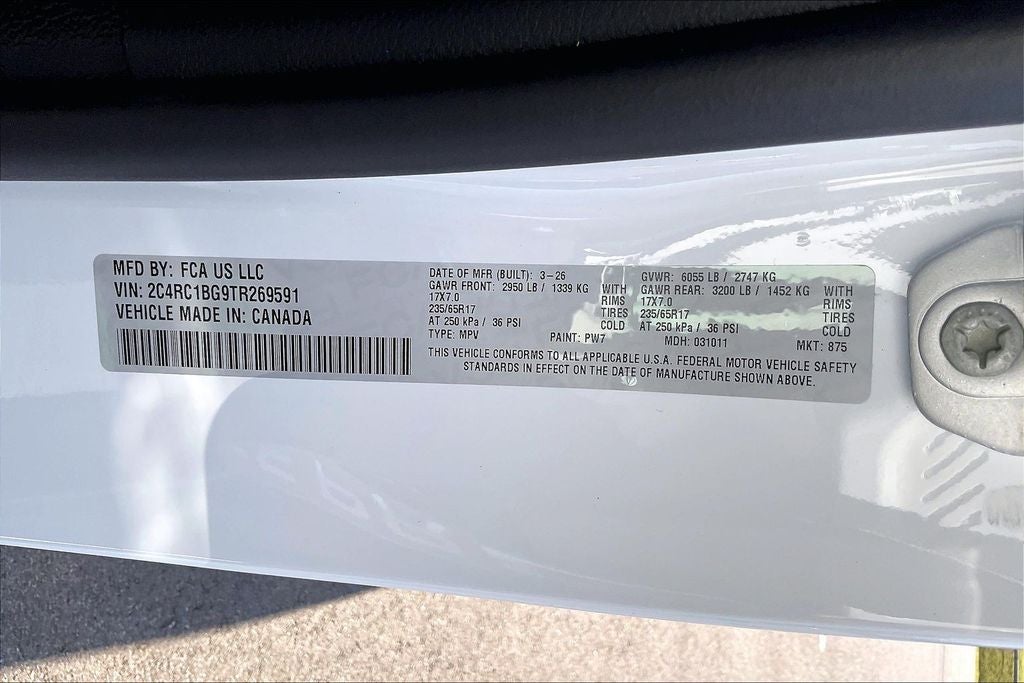 MFD BY: FCA US LLC
VIN: 2C4RC1BG9TR269591
VEHICLE MADE IN: CANADA
DATE OF MFR (BUILT): 3-26
GAWR FRONT: 2950 LB / 1339 KG WITH
17X7.0 RIMS
235/65R17 TIRES
AT 250 kPa / 36 PSI COLD
TYPE: MPV PAINT: PW7
GVWR: 6055 LB / 2747 KG
GAWR REAR: 3200 LB / 1452 KG WITH
17X7.0 RIMS
235/65R17 TIRES
AT 250 kPa / 36 PSI COLD
MDH: 031011 MKT: 875
THIS VEHICLE CONFORMS TO ALL APPLICABLE U.S.A. FEDERAL MOTOR VEHICLE SAFETY
STANDARDS IN EFFECT ON THE DATE OF MANUFACTURE SHOWN ABOVE.